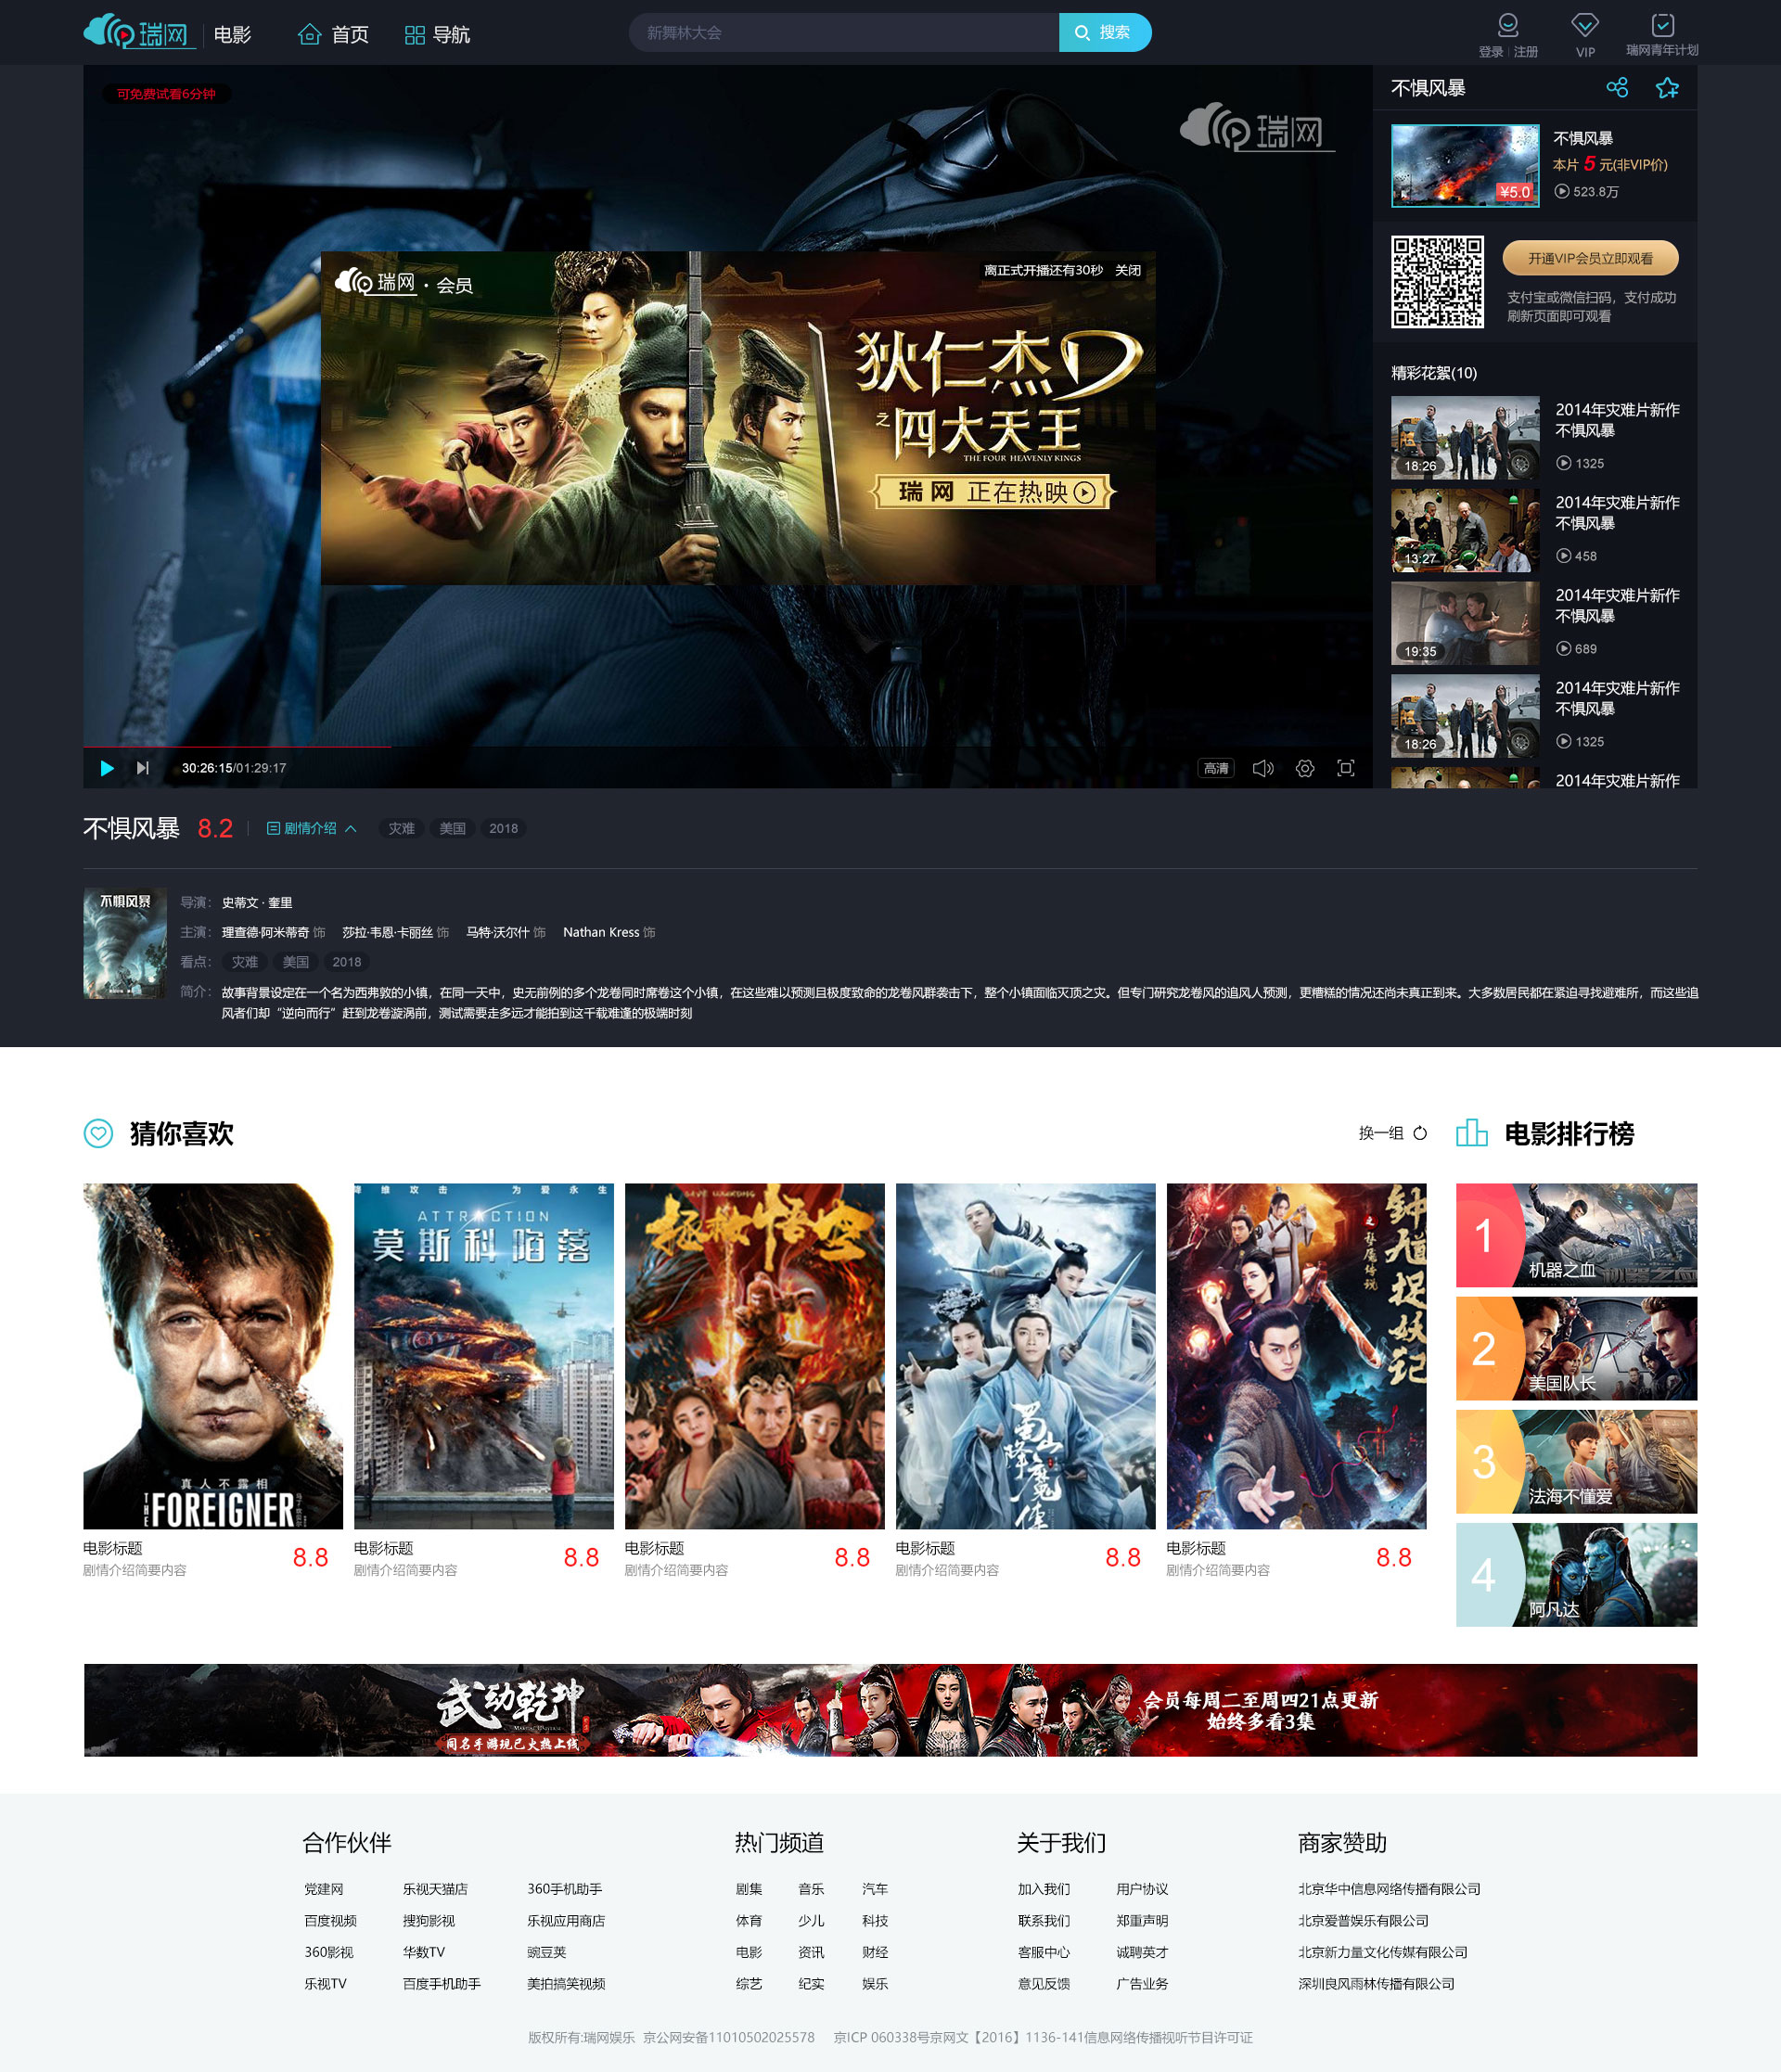 瑞网 电影 首页 导航 新舞林大会 搜索 登录 注册 VIP 瑞网青年计划
可免费试看6分钟
瑞网
瑞网 · 会员
离正式开播还有30秒 关闭
狄仁杰
之四大天王
THE FOUR HEAVENLY KINGS
瑞网 正在热映
30:26:15/01:29:17 高清
不惧风暴
不惧风暴
本片 5 元(非VIP价)
¥5.0
523.8万
开通VIP会员立即观看
支付宝或微信扫码，支付成功
刷新页面即可观看
精彩花絮(10)
2014年灾难片新作
不惧风暴
18:26
1325
2014年灾难片新作
不惧风暴
13:27
458
2014年灾难片新作
不惧风暴
19:35
689
2014年灾难片新作
不惧风暴
18:26
1325
2014年灾难片新作
不惧风暴 8.2 剧情介绍 灾难 美国 2018
不惧风暴
导演： 史蒂文 · 奎里
主演： 理查德·阿米蒂奇 饰 莎拉·韦恩·卡丽丝 饰 马特·沃尔什 饰 Nathan Kress 饰
看点： 灾难 美国 2018
简介： 故事背景设定在一个名为西弗敦的小镇，在同一天中，史无前例的多个龙卷同时席卷这个小镇，在这些难以预测且极度致命的龙卷风群袭击下，整个小镇面临灭顶之灾。但专门研究龙卷风的追风人预测，更糟糕的情况还尚未真正到来。大多数居民都在紧迫寻找避难所，而这些追
风者们却“逆向而行”赶到龙卷漩涡前，测试需要走多远才能拍到这千载难逢的极端时刻
猜你喜欢 换一组
电影排行榜
真人不露相
THE FOREIGNER
降维攻击 为爱永生
ATTRACTION
莫斯科陷落
拯救悟空
蜀山降魔传
钟馗捉妖记
电影标题 8.8
剧情介绍简要内容
电影标题 8.8
剧情介绍简要内容
电影标题 8.8
剧情介绍简要内容
电影标题 8.8
剧情介绍简要内容
电影标题 8.8
剧情介绍简要内容
1 机器之血
机器之血
2 美国队长
3 法海不懂爱
4 阿凡达
武动乾坤
同名手游现已火热上线
会员每周二至周四21点更新
始终多看3集
合作伙伴 热门频道 关于我们 商家赞助
党建网 乐视天猫店 360手机助手 剧集 音乐 汽车 加入我们 用户协议 北京华中信息网络传播有限公司
百度视频 搜狗影视 乐视应用商店 体育 少儿 科技 联系我们 郑重声明 北京爱普娱乐有限公司
360影视 华数TV 豌豆荚 电影 资讯 财经 客服中心 诚聘英才 北京新力量文化传媒有限公司
乐视TV 百度手机助手 美拍搞笑视频 综艺 纪实 娱乐 意见反馈 广告业务 深圳良风雨林传播有限公司
版权所有:瑞网娱乐 京公网安备11010502025578 京ICP 060338号京网文【2016】1136-141信息网络传播视听节目许可证